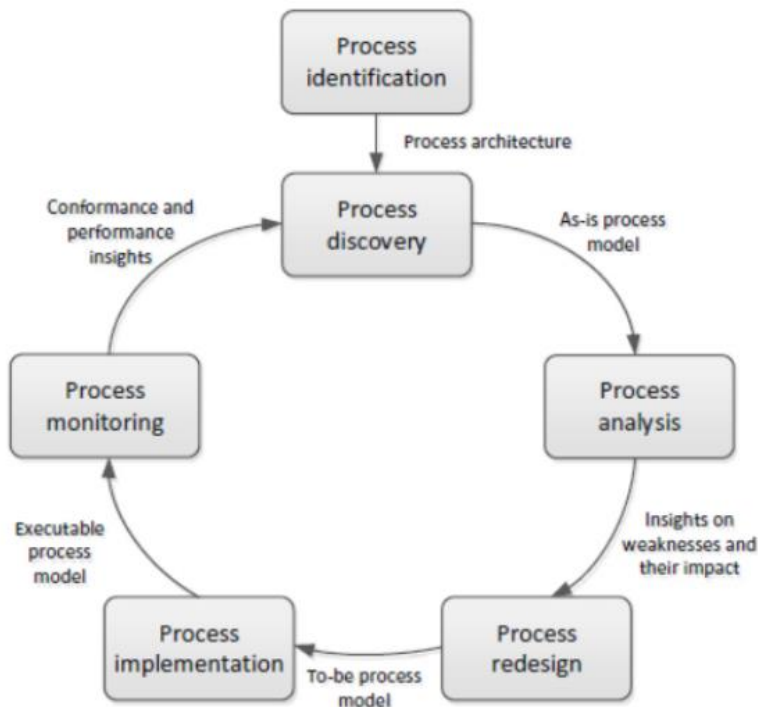 Process
identification
Process architecture
Process
discovery
As-is process
model
Process
analysis
Insights on
weaknesses and
their impact
Process
redesign
To-be process
model
Process
implementation
Executable
process
model
Process
monitoring
Conformance and
performance
insights